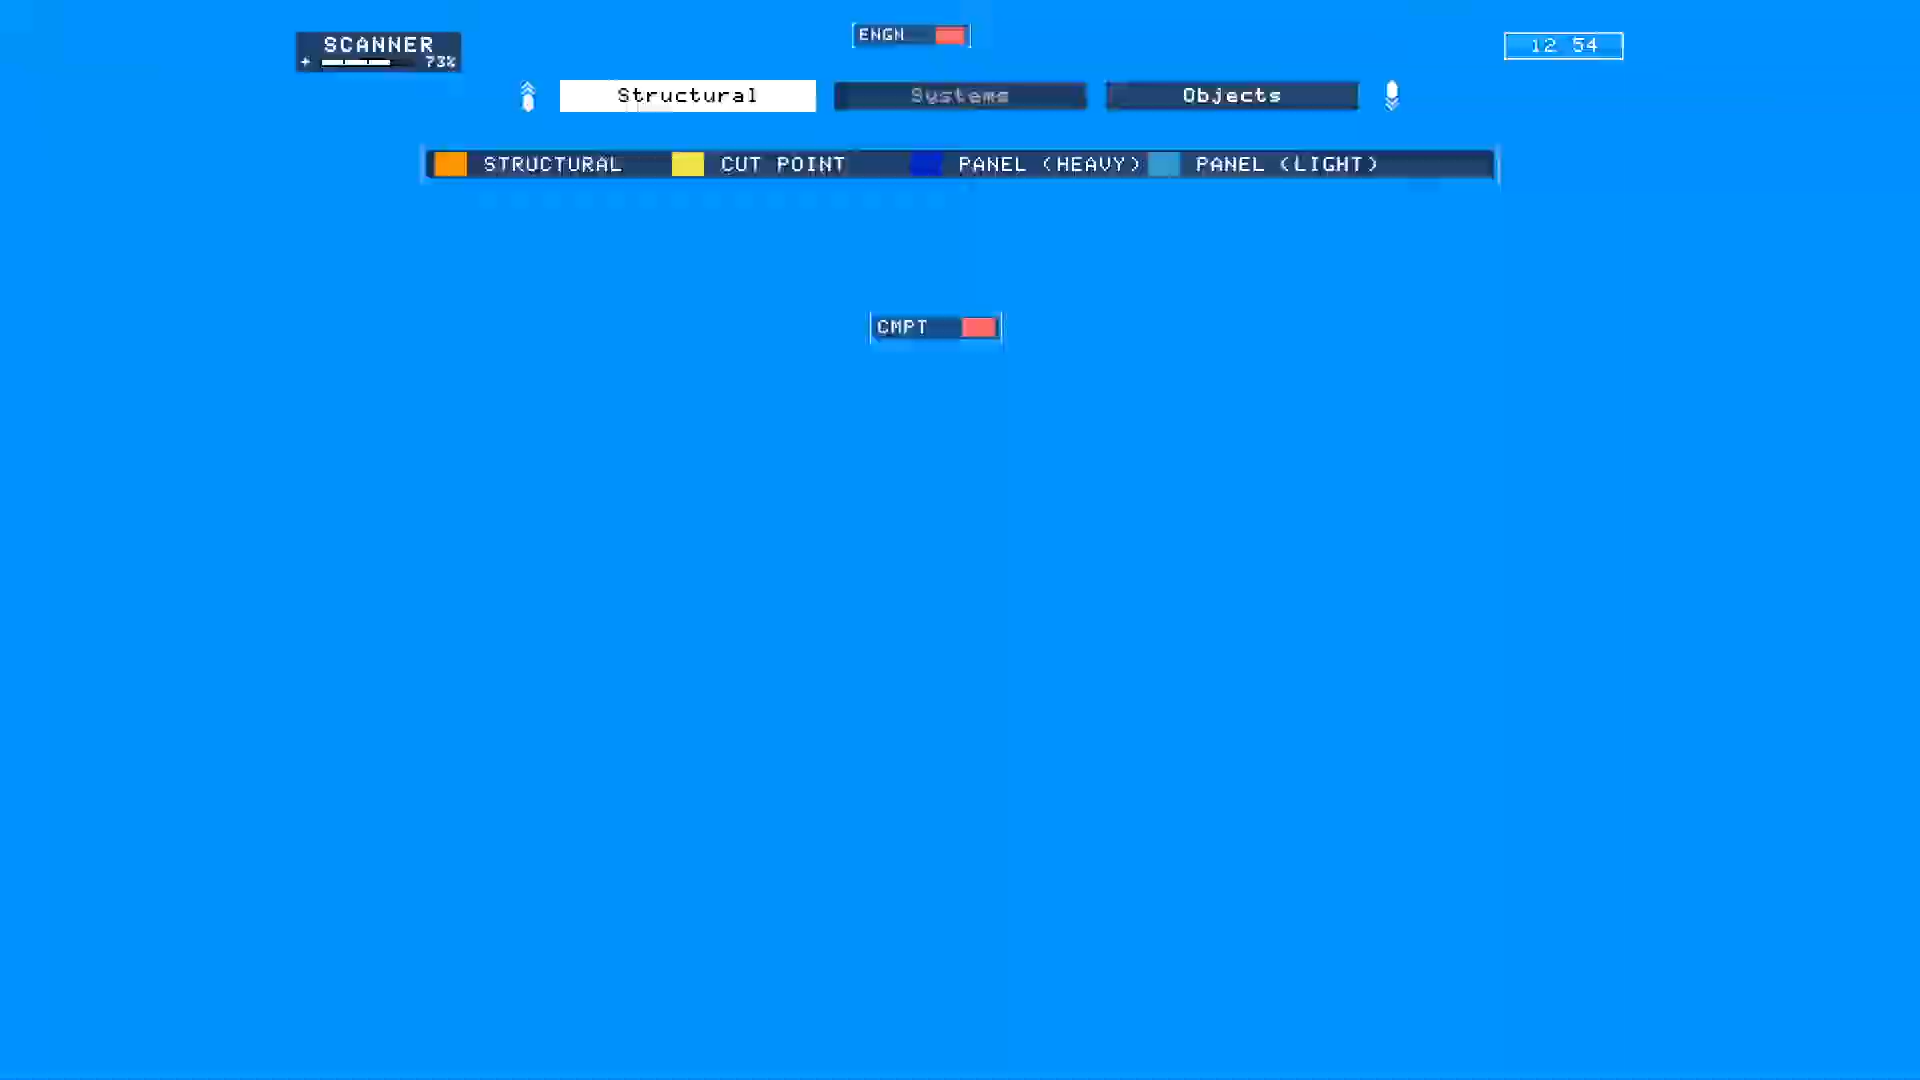 ENGN
SCANNER
73%
12 54
Structural
Systems
Objects
STRUCTURAL
CUT POINT
PANEL (HEAVY)
PANEL (LIGHT)
CMPT